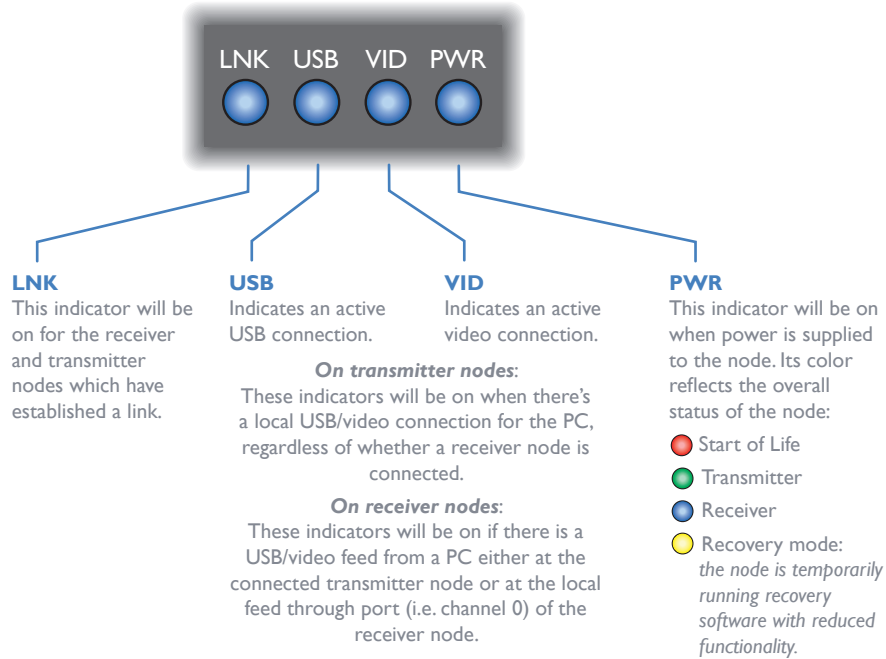 LNK USB VID PWR
LNK
This indicator will be
on for the receiver
and transmitter
nodes which have
established a link.
USB
Indicates an active
USB connection.
VID
Indicates an active
video connection.
On transmitter nodes:
These indicators will be on when there's
a local USB/video connection for the PC,
regardless of whether a receiver node is
connected.
On receiver nodes:
These indicators will be on if there is a
USB/video feed from a PC either at the
connected transmitter node or at the local
feed through port (i.e. channel 0) of the
receiver node.
PWR
This indicator will be on
when power is supplied
to the node. Its color
reflects the overall
status of the node:
Start of Life
Transmitter
Receiver
Recovery mode:
the node is temporarily
running recovery
software with reduced
functionality.